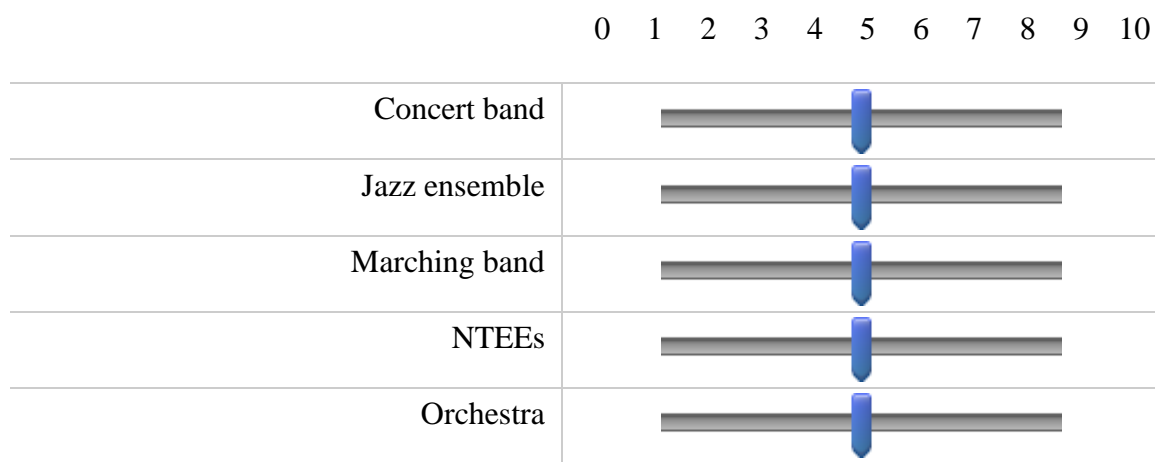 0 1 2 3 4 5 6 7 8 9 10
Concert band
Jazz ensemble
Marching band
NTEEs
Orchestra